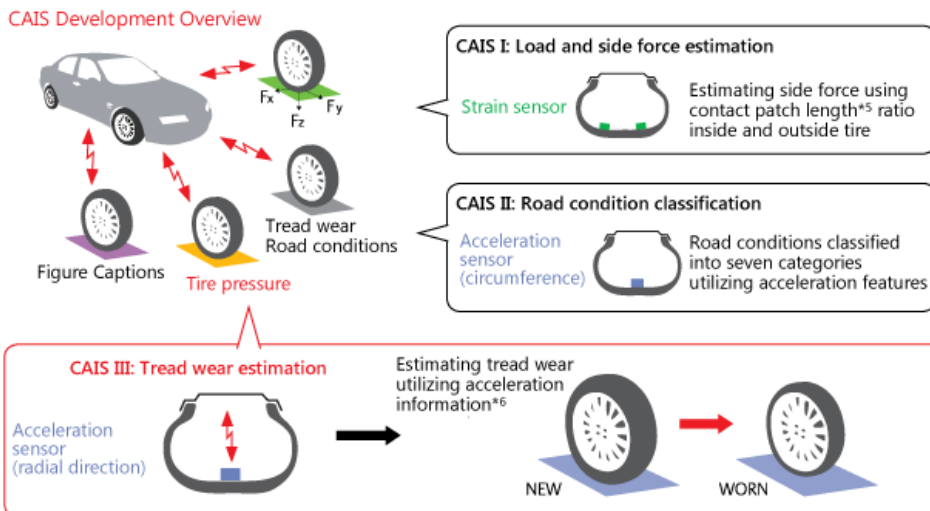 CAIS Development Overview
Fx
Fy
Fz
Tread wear
Road conditions
Figure Captions
Tire pressure
CAIS I: Load and side force estimation
Strain sensor
Estimating side force using
contact patch length*5 ratio
inside and outside tire
CAIS II: Road condition classification
Acceleration
sensor
(circumference)
Road conditions classified
into seven categories
utilizing acceleration features
CAIS III: Tread wear estimation
Acceleration
sensor
(radial direction)
Estimating tread wear
utilizing acceleration
information*6
NEW
WORN